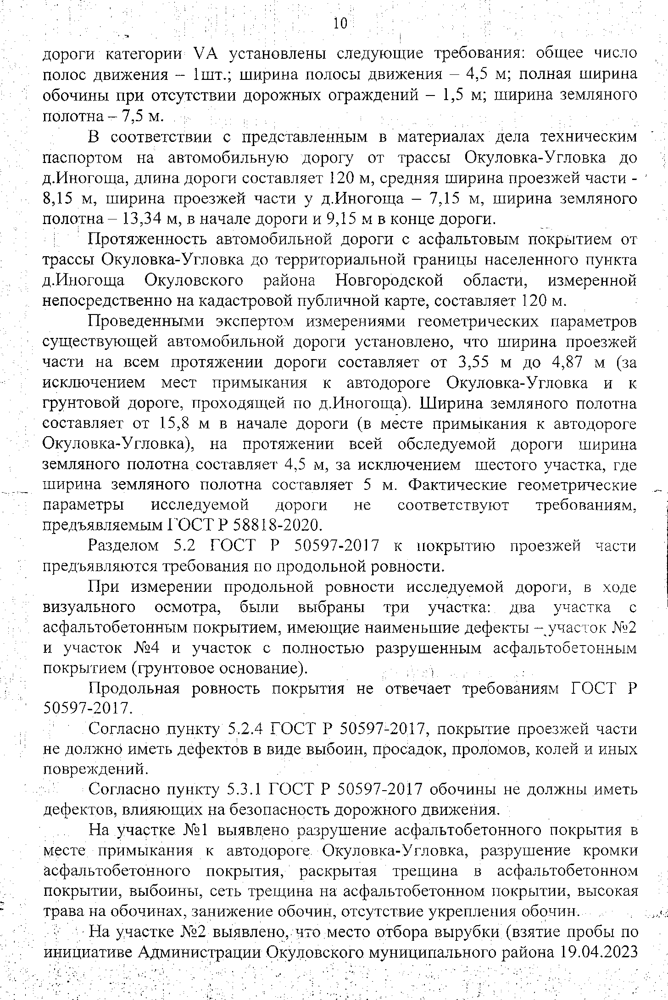 10
дороги категории VА установлены следующие требования: общее число
полос движения – 1шт.; ширина полосы движения – 4,5 м; полная ширина
обочины при отсутствии дорожных ограждений – 1,5 м; ширина земляного
полотна – 7,5 м.
В соответствии с представленным в материалах дела техническим
паспортом на автомобильную дорогу от трассы Окуловка-Угловка до
д.Иногоща, длина дороги составляет 120 м, средняя ширина проезжей части -
8,15 м, ширина проезжей части у д.Иногоща – 7,15 м, ширина земляного
полотна – 13,34 м, в начале дороги и 9,15 м в конце дороги.
Протяженность автомобильной дороги с асфальтовым покрытием от
трассы Окуловка-Угловка до территориальной границы населенного пункта
д.Иногоща Окуловского района Новгородской области, измеренной
непосредственно на кадастровой публичной карте, составляет 120 м.
Проведенными экспертом измерениями геометрических параметров
существующей автомобильной дороги установлено, что ширина проезжей
части на всем протяжении дороги составляет от 3,55 м до 4,87 м (за
исключением мест примыкания к автодороге Окуловка-Угловка и к
грунтовой дороге, проходящей по д.Иногоща). Ширина земляного полотна
составляет от 15,8 м в начале дороги (в месте примыкания к автодороге
Окуловка-Угловка), на протяжении всей обследуемой дороги ширина
земляного полотна составляет 4,5 м, за исключением шестого участка, где
ширина земляного полотна составляет 5 м. Фактические геометрические
параметры исследуемой дороги не соответствуют требованиям,
предъявляемым ГОСТ Р 58818-2020.
Разделом 5.2 ГОСТ Р 50597-2017 к покрытию проезжей части
предъявляются требования по продольной ровности.
При измерении продольной ровности исследуемой дороги, в ходе
визуального осмотра, были выбраны три участка: два участка с
асфальтобетонным покрытием, имеющие наименьшие дефекты – участок №2
и участок №4 и участок с полностью разрушенным асфальтобетонным
покрытием (грунтовое основание).
Продольная ровность покрытия не отвечает требованиям ГОСТ Р
50597-2017.
Согласно пункту 5.2.4 ГОСТ Р 50597-2017, покрытие проезжей части
не должно иметь дефектов в виде выбоин, просадок, проломов, колей и иных
повреждений.
Согласно пункту 5.3.1 ГОСТ Р 50597-2017 обочины не должны иметь
дефектов, влияющих на безопасность дорожного движения.
На участке №1 выявлено разрушение асфальтобетонного покрытия в
месте примыкания к автодороге Окуловка-Угловка, разрушение кромки
асфальтобетонного покрытия, раскрытая трещина в асфальтобетонном
покрытии, выбоины, сеть трещина на асфальтобетонном покрытии, высокая
трава на обочинах, занижение обочин, отсутствие укрепления обочин.
На участке №2 выявлено, что место отбора вырубки (взятие пробы по
инициативе Администрации Окуловского муниципального района 19.04.2023